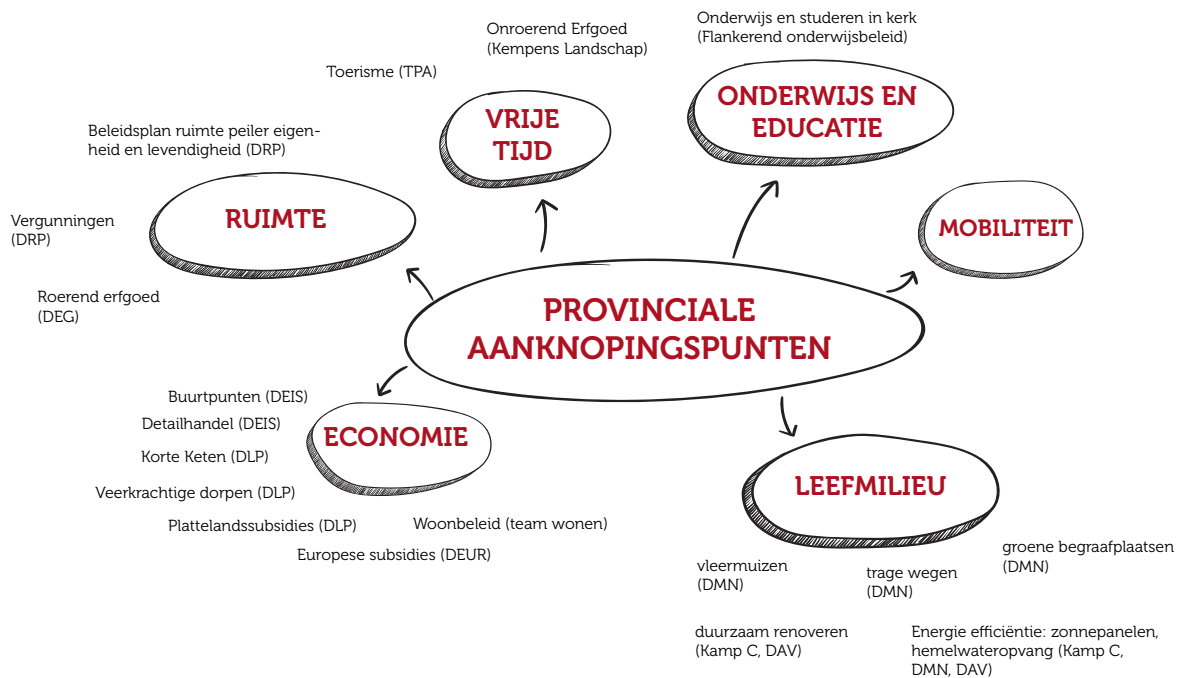 Onderwijs en studeren in kerk
(Flankerend onderwijsbeleid)
Onroerend Erfgoed
(Kempens Landschap)
Toerisme (TPA)
ONDERWIJS EN
EDUCATIE
VRIJE
TIJD
Beleidsplan ruimte peiler eigen-
heid en levendigheid (DRP)
RUIMTE
Vergunningen
(DRP)
MOBILITEIT
Roerend erfgoed
(DEG)
PROVINCIALE
AANKNOPINGSPUNTEN
Buurtpunten (DEIS)
Detailhandel (DEIS)
ECONOMIE
Korte Keten (DLP)
Veerkrachtige dorpen (DLP)
Plattelandssubsidies (DLP)
Woonbeleid (team wonen)
Europese subsidies (DEUR)
LEEFMILIEU
vleermuizen
(DMN)
trage wegen
(DMN)
groene begraafplaatsen
(DMN)
duurzaam renoveren
(Kamp C, DAV)
Energie efficiëntie: zonnepanelen,
hemelwateropvang (Kamp C,
DMN, DAV)